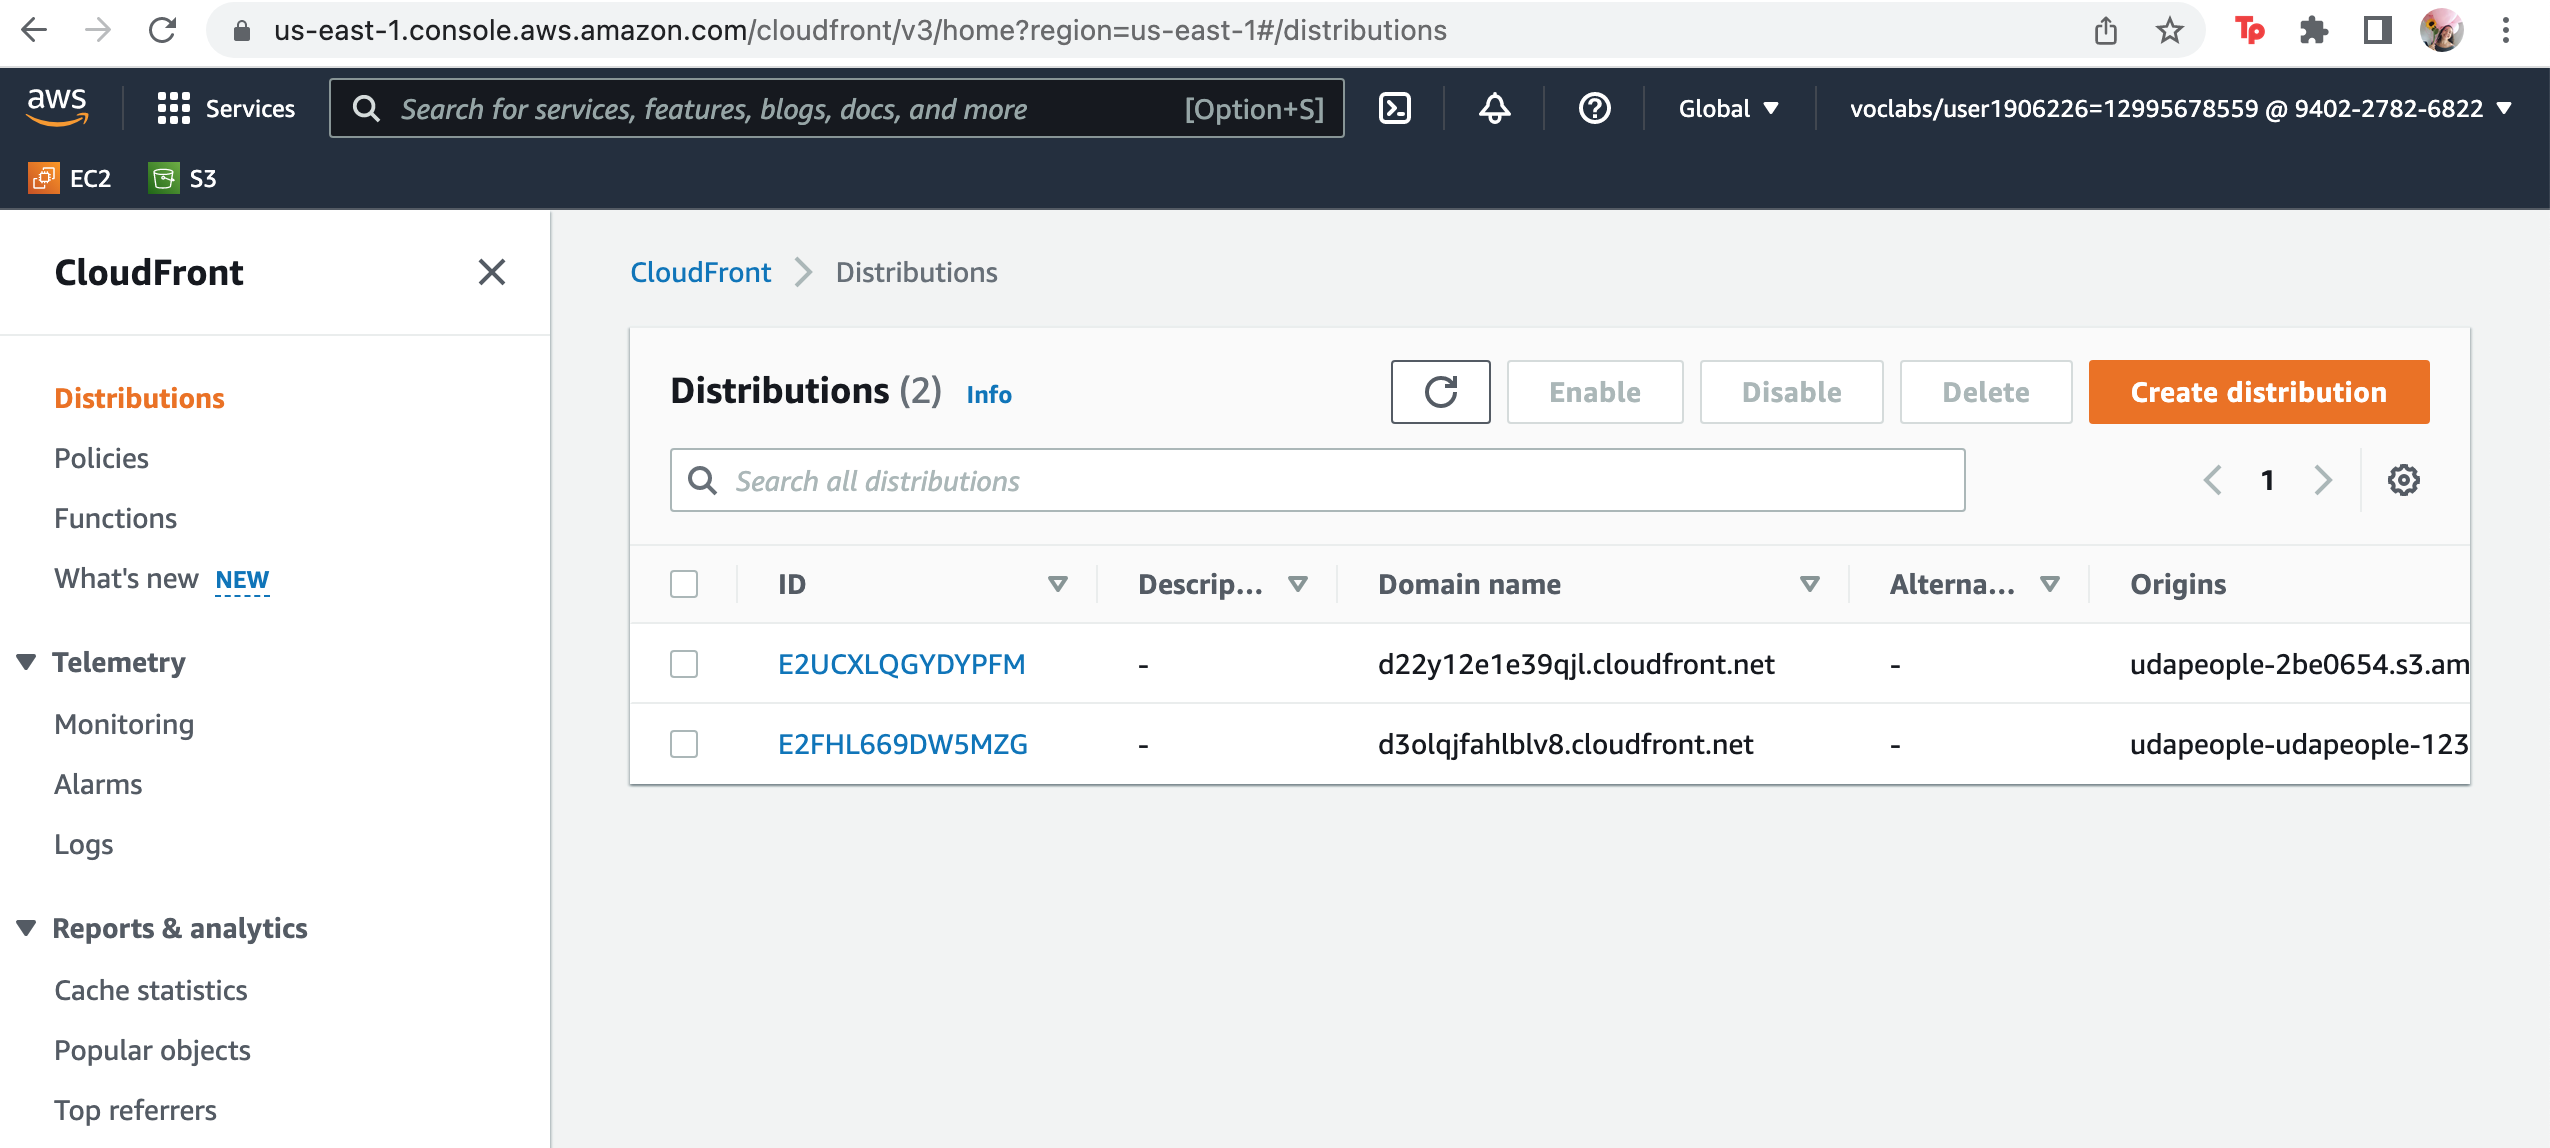 us-east-1.console.aws.amazon.com/cloudfront/v3/home?region=us-east-1#/distributions
Tp
aws Services Search for services, features, blogs, docs, and more [Option+S] Global voclabs/user1906226=12995678559 @ 9402-2782-6822
EC2 S3
CloudFront
Distributions
Policies
Functions
What's new NEW
Telemetry
Monitoring
Alarms
Logs
Reports & analytics
Cache statistics
Popular objects
Top referrers
CloudFront Distributions
Distributions (2) Info Enable Disable Delete Create distribution
Search all distributions 1
ID Descrip... Domain name Alterna... Origins
E2UCXLQGYDYPFM - d22y12e1e39qjl.cloudfront.net - udapeople-2be0654.s3.am
E2FHL669DW5MZG - d3olqjfahlblv8.cloudfront.net - udapeople-udapeople-123